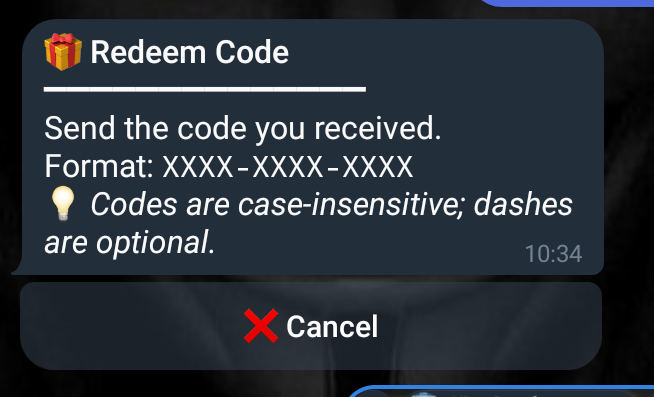 🎁 Redeem Code
Send the code you received.
Format: XXXX-XXXX-XXXX
💡 Codes are case-insensitive; dashes
are optional.
10:34
❌ Cancel